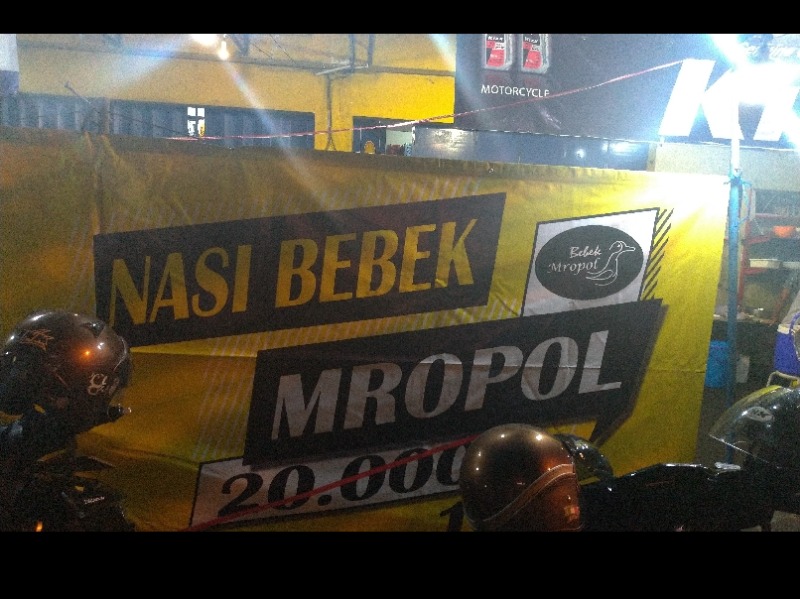 MOTORCYCLE
NASI BEBEK
Bebek
Mropol
MROPOL
20.000